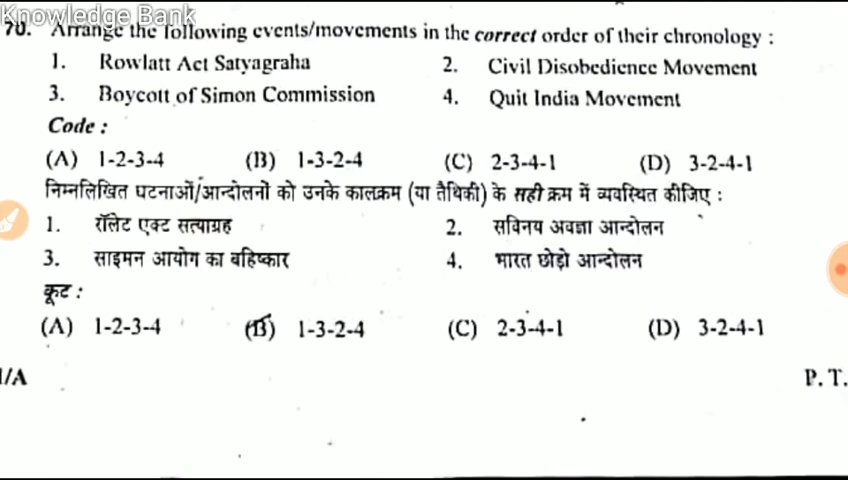 Knowledge Bank
70. Arrange the following events/movements in the correct order of their chronology :
1. Rowlatt Act Satyagraha 2. Civil Disobedience Movement
3. Boycott of Simon Commission 4. Quit India Movement
Code :
(A) 1-2-3-4 (B) 1-3-2-4 (C) 2-3-4-1 (D) 3-2-4-1
निम्नलिखित घटनाओं/आन्दोलनों को उनके कालक्रम (या तैथिकी) के सही क्रम में व्यवस्थित कीजिए :
1. रॉलेट एक्ट सत्याग्रह 2. सविनय अवज्ञा आन्दोलन
3. साइमन आयोग का बहिष्कार 4. भारत छोड़ो आन्दोलन
कूट :
(A) 1-2-3-4 (B) 1-3-2-4 (C) 2-3-4-1 (D) 3-2-4-1
/A P. T.